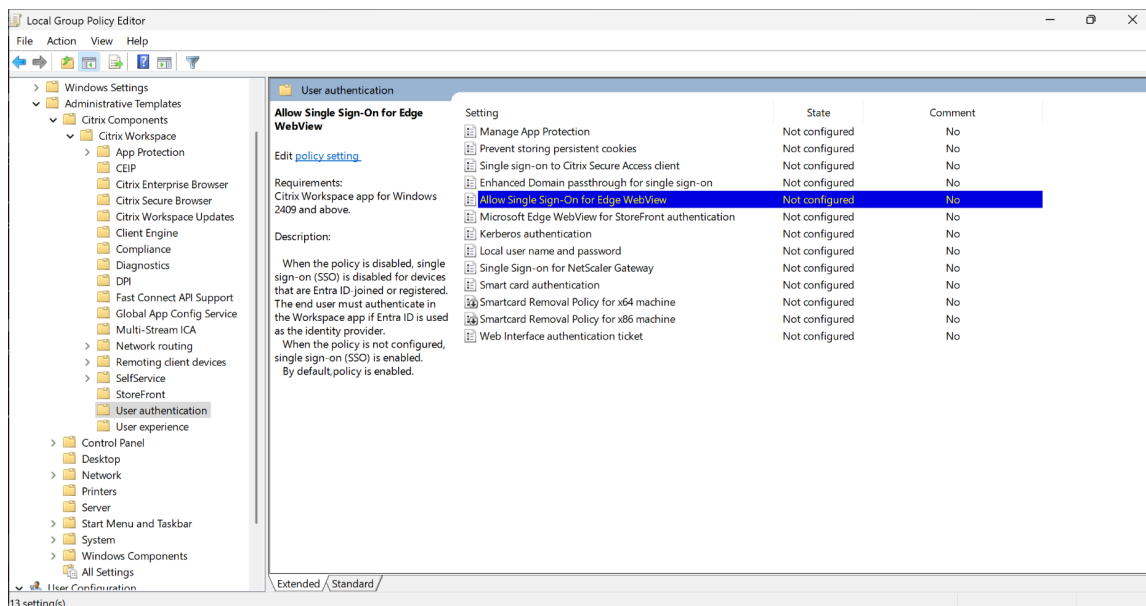 Local Group Policy Editor
File Action View Help
Windows Settings
Administrative Templates
Citrix Components
Citrix Workspace
App Protection
CEIP
Citrix Enterprise Browser
Citrix Secure Browser
Citrix Workspace Updates
Client Engine
Compliance
Diagnostics
DPI
Fast Connect API Support
Global App Config Service
Multi-Stream ICA
Network routing
Remoting client devices
SelfService
StoreFront
User authentication
User experience
Control Panel
Desktop
Network
Printers
Server
Start Menu and Taskbar
System
Windows Components
All Settings
User Configuration
User authentication
Allow Single Sign-On for Edge
WebView
Edit policy setting
Requirements:
Citrix Workspace app for Windows
2409 and above.
Description:
When the policy is disabled, single
sign-on (SSO) is disabled for devices
that are Entra ID-joined or registered.
The end user must authenticate in
the Workspace app if Entra ID is used
as the identity provider.
When the policy is not configured,
single sign-on (SSO) is enabled.
By default,policy is enabled.
Setting State Comment
Manage App Protection Not configured No
Prevent storing persistent cookies Not configured No
Single sign-on to Citrix Secure Access client Not configured No
Enhanced Domain passthrough for single sign-on Not configured No
Allow Single Sign-On for Edge WebView Not configured No
Microsoft Edge WebView for StoreFront authentication Not configured No
Kerberos authentication Not configured No
Local user name and password Not configured No
Single Sign-on for NetScaler Gateway Not configured No
Smart card authentication Not configured No
Smartcard Removal Policy for x64 machine Not configured No
Smartcard Removal Policy for x86 machine Not configured No
Web Interface authentication ticket Not configured No
Extended Standard
13 setting(s)